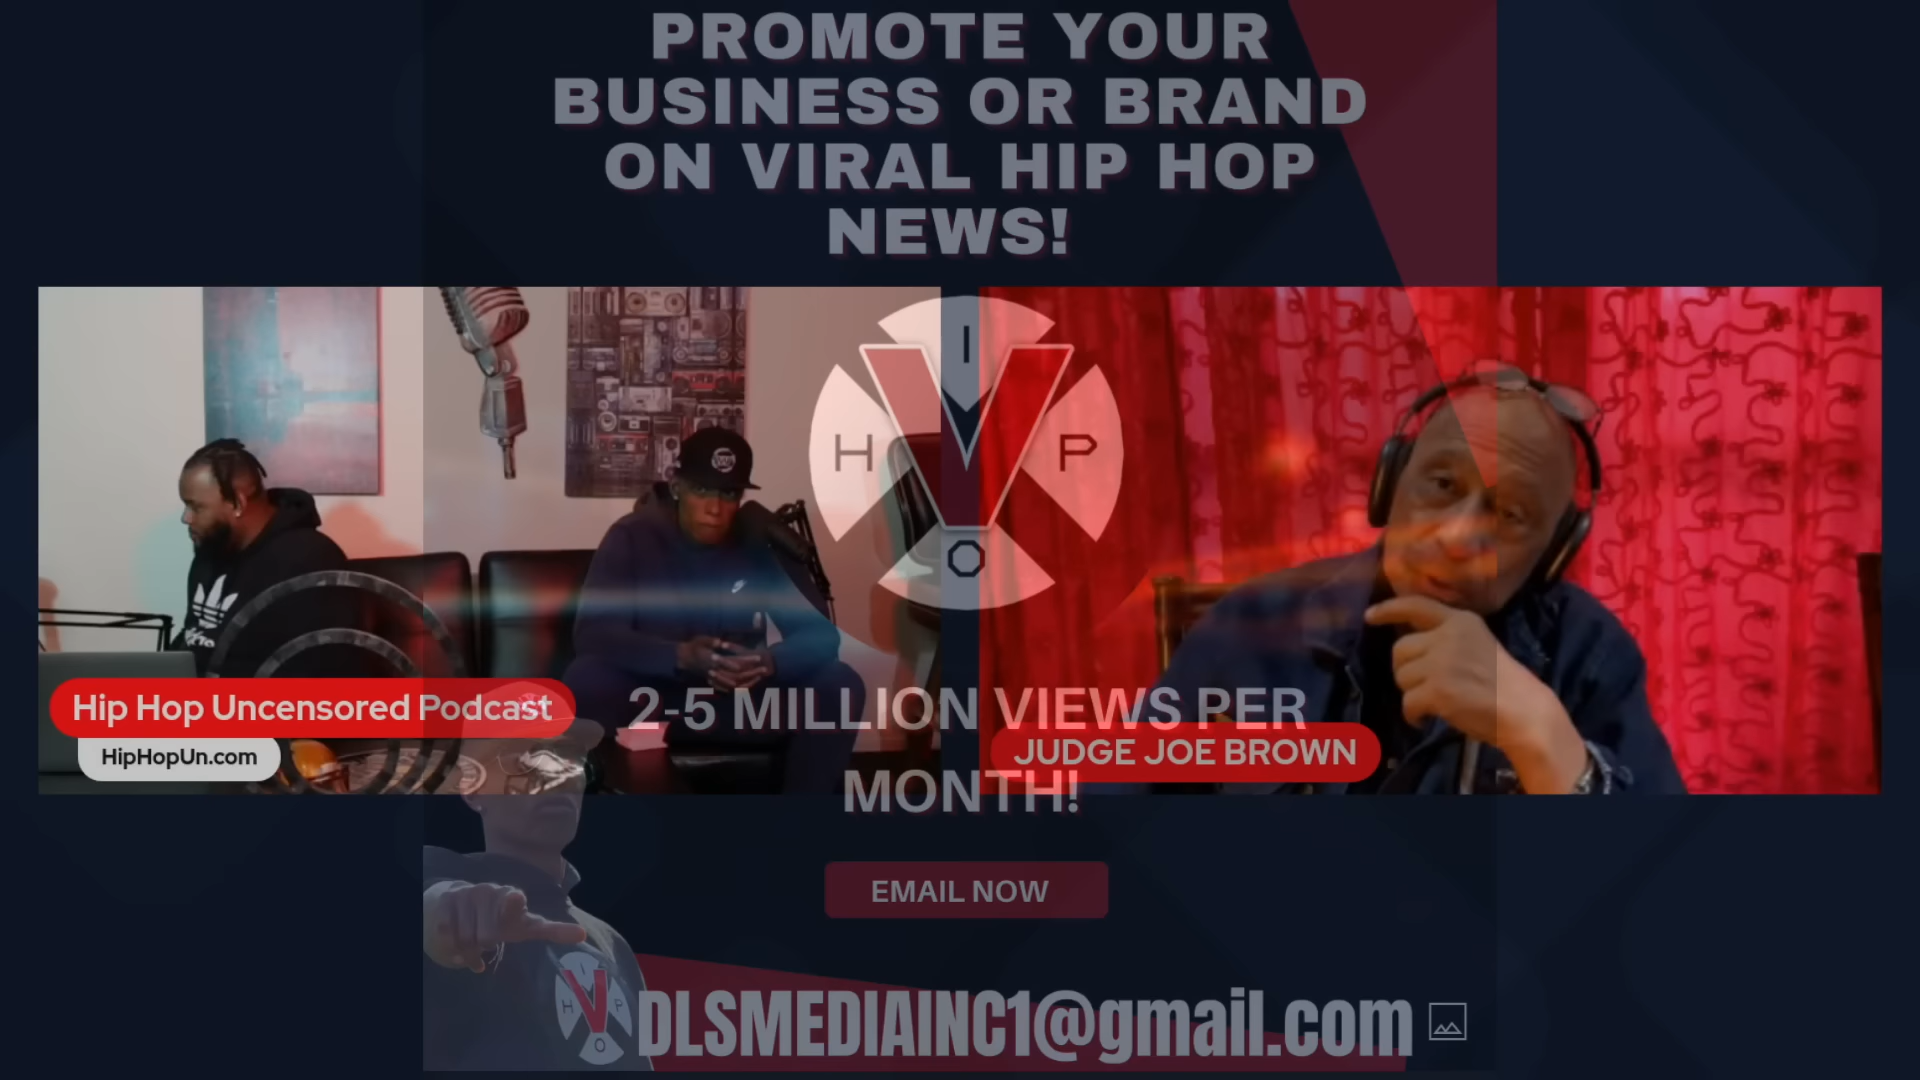 PROMOTE YOUR
BUSINESS OR BRAND
ON VIRAL HIP HOP
NEWS!
I
H V P
O
Hip Hop Uncensored Podcast
HipHopUn.com
2-5 MILLION VIEWS PER
MONTH!
JUDGE JOE BROWN
EMAIL NOW
I
H V P
O
DLSMEDIAINC1@gmail.com